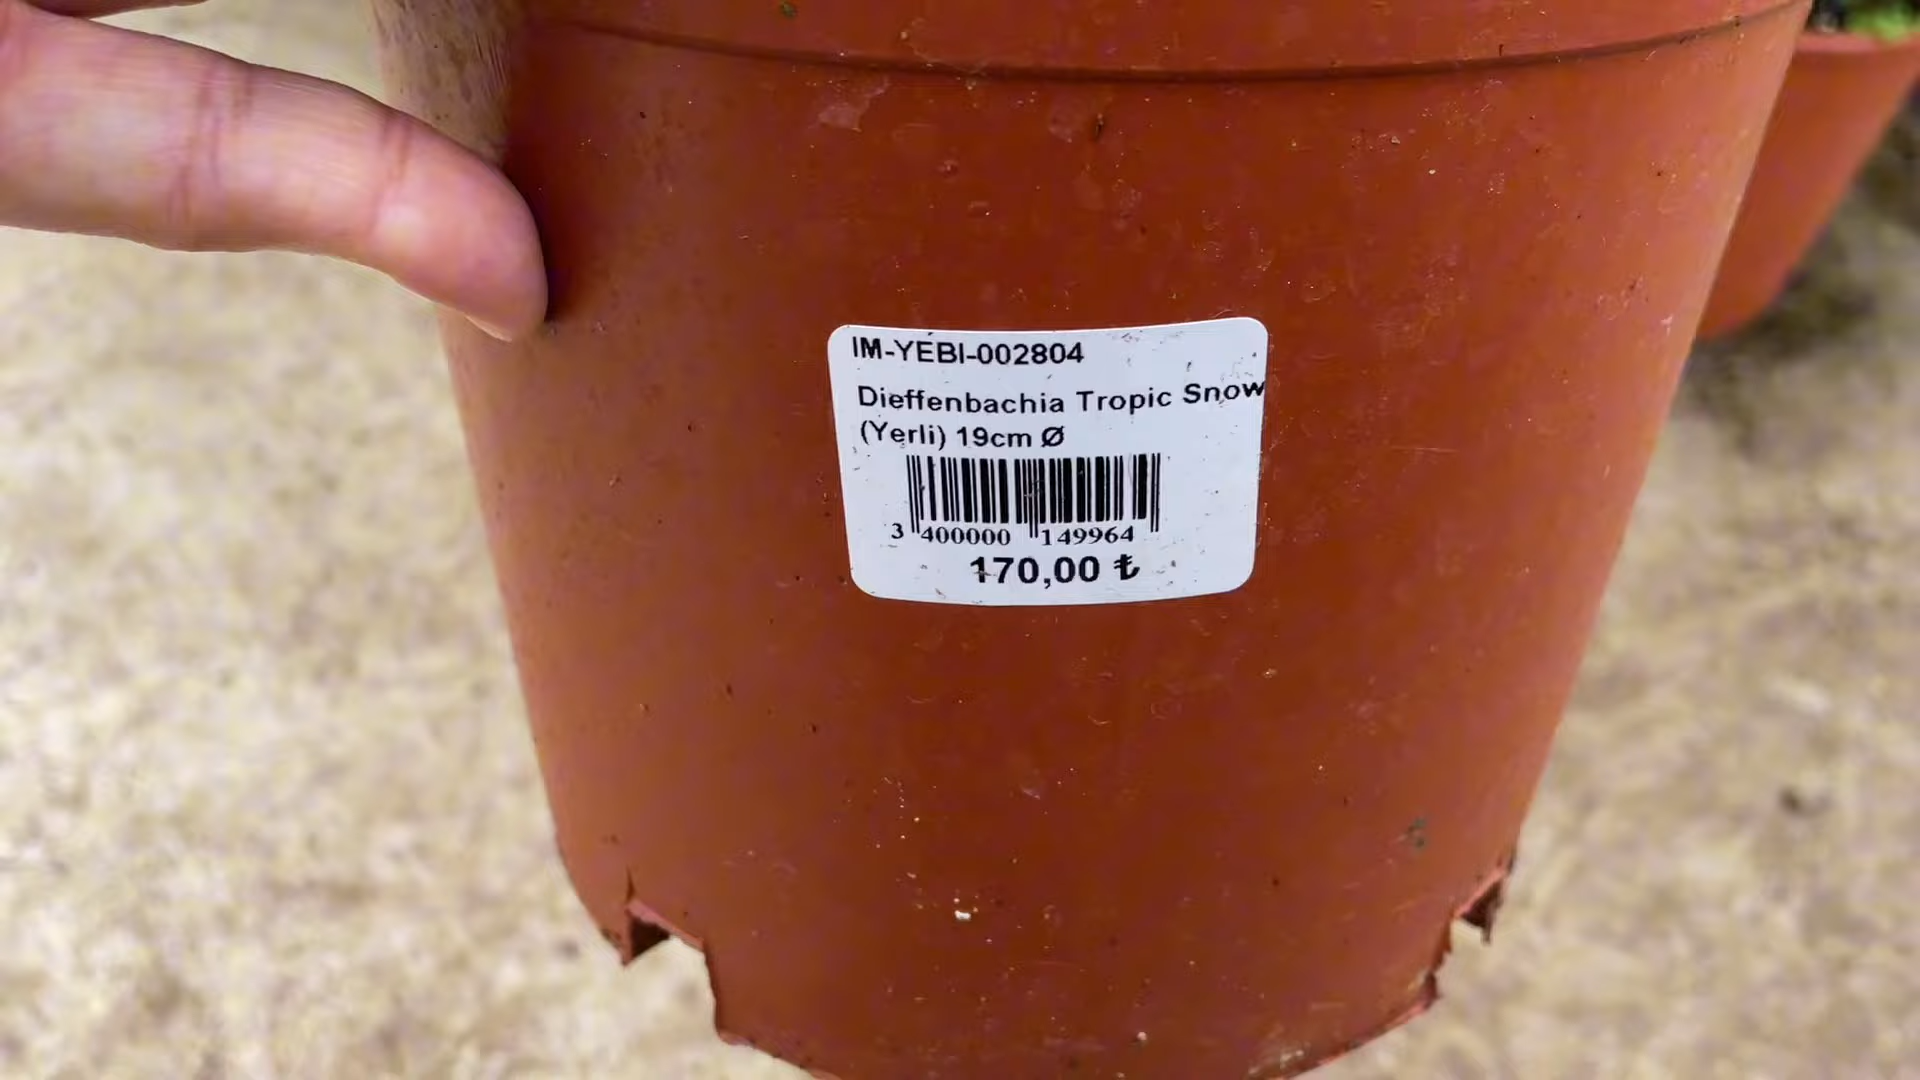 IM-YEBI-002804
Dieffenbachia Tropic Snow
(Yerli) 19cm Ø
3 400000 149964
170,00 ₺